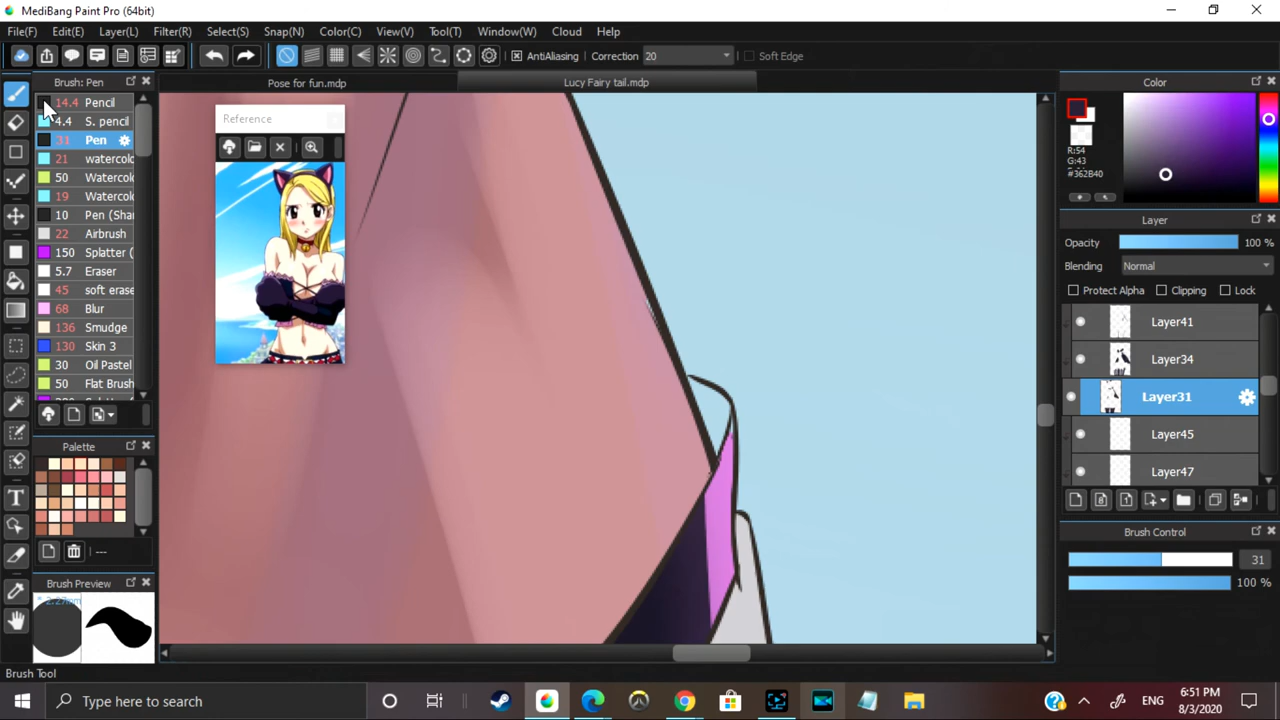 MediBang Paint Pro (64bit)
File(F) Edit(E) Layer(L) Filter(R) Select(S) Snap(N) Color(C) View(V) Tool(T) Window(W) Cloud Help
AntiAliasing Correction 20 Soft Edge
Brush: Pen
14.4 Pencil
4.4 S. pencil
31 Pen
21 waterco
50 Waterco
19 Waterco
10 Pen (Sha
22 Airbrush
150 Splatter (
5.7 Eraser
45 soft erase
68 Blur
136 Smudge
130 Skin 3
30 Oil Pastel
50 Flat Brush
Palette
---
Brush Preview
Brush Tool
Pose for fun.mdp Lucy Fairy tail.mdp
Reference
Color
R:54
G:43
#362B40
Layer
Opacity 100 %
Blending Normal
Protect Alpha Clipping Lock
Layer41
Layer34
Layer31
Layer45
Layer47
Brush Control
31
100 %
Type here to search
ENG
6:51 PM
8/3/2020